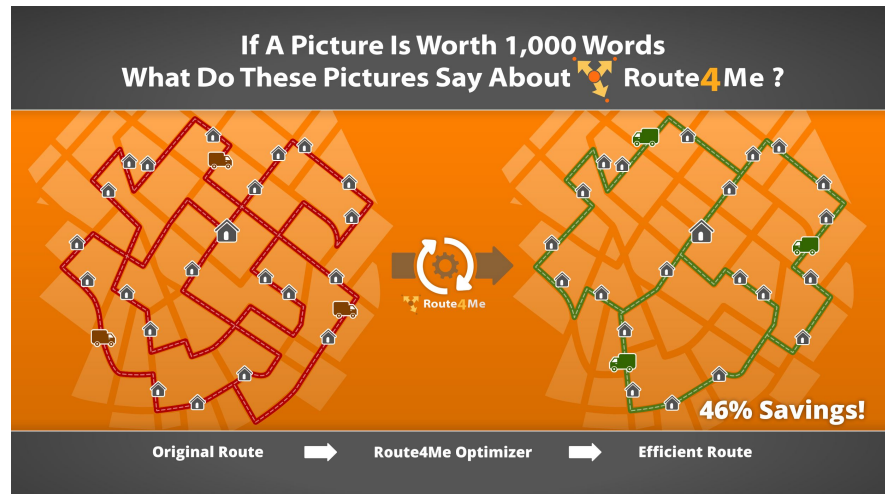 If A Picture Is Worth 1,000 Words
What Do These Pictures Say About Route4Me ?
Route4Me
46% Savings!
Original Route
Route4Me Optimizer
Efficient Route